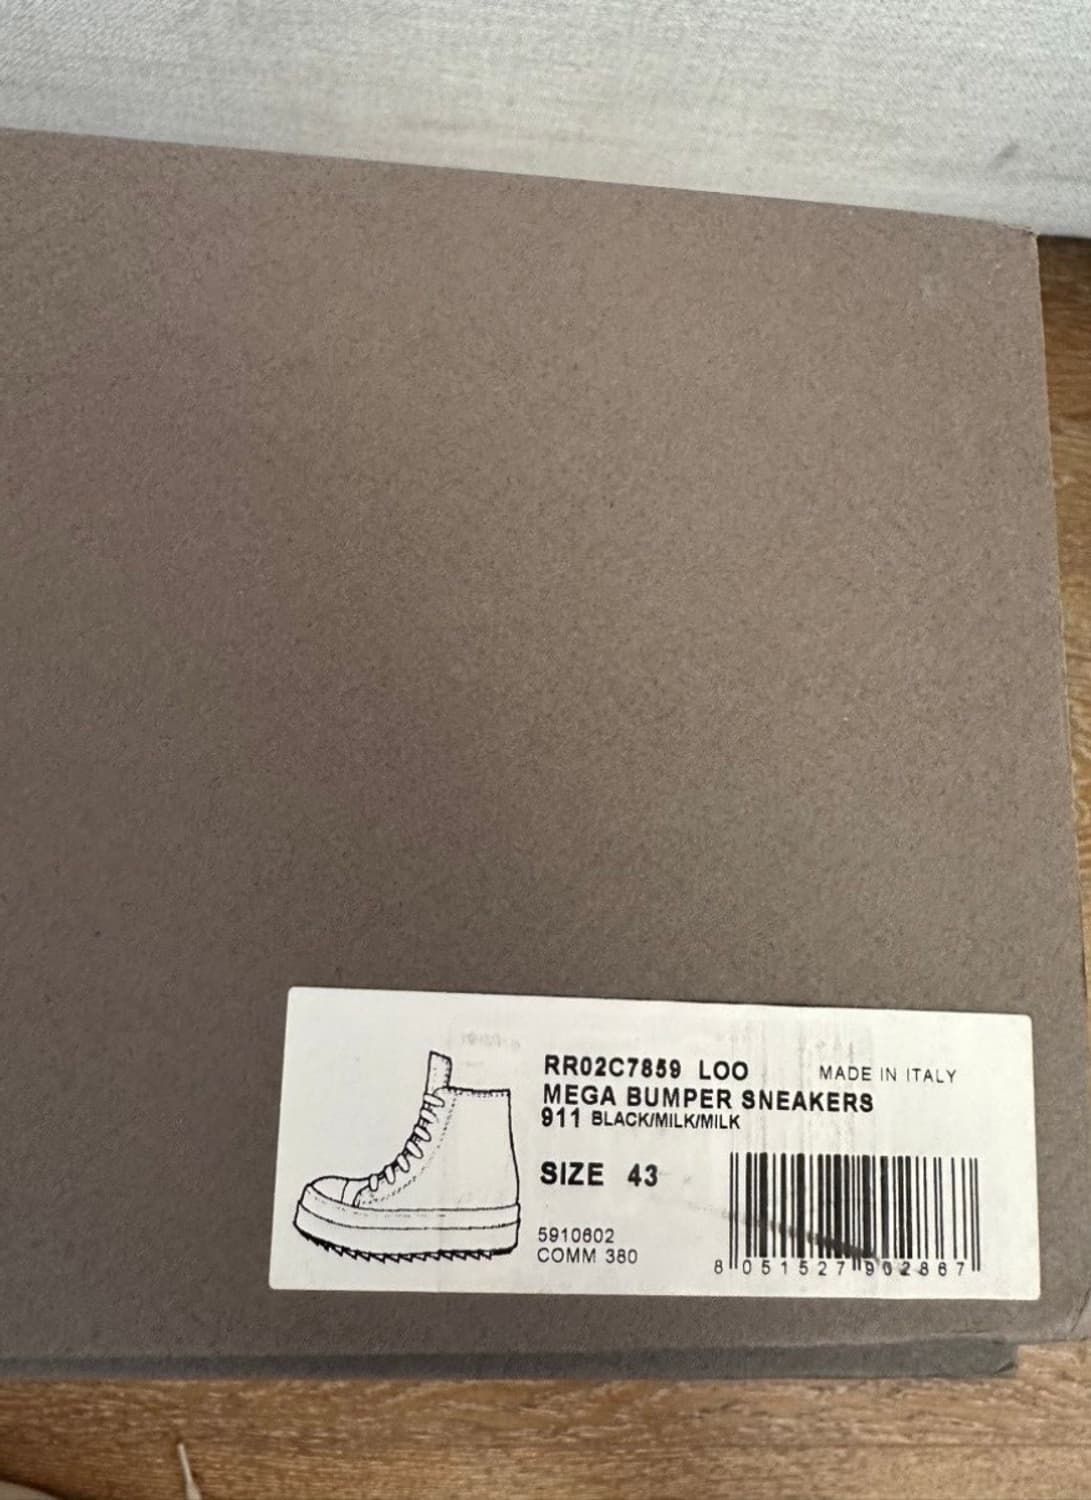 RR02C7859 LOO
MADE IN ITALY
MEGA BUMPER SNEAKERS
911 BLACK/MILK/MILK
SIZE 43
5910602
COMM 380
8 051527 902867